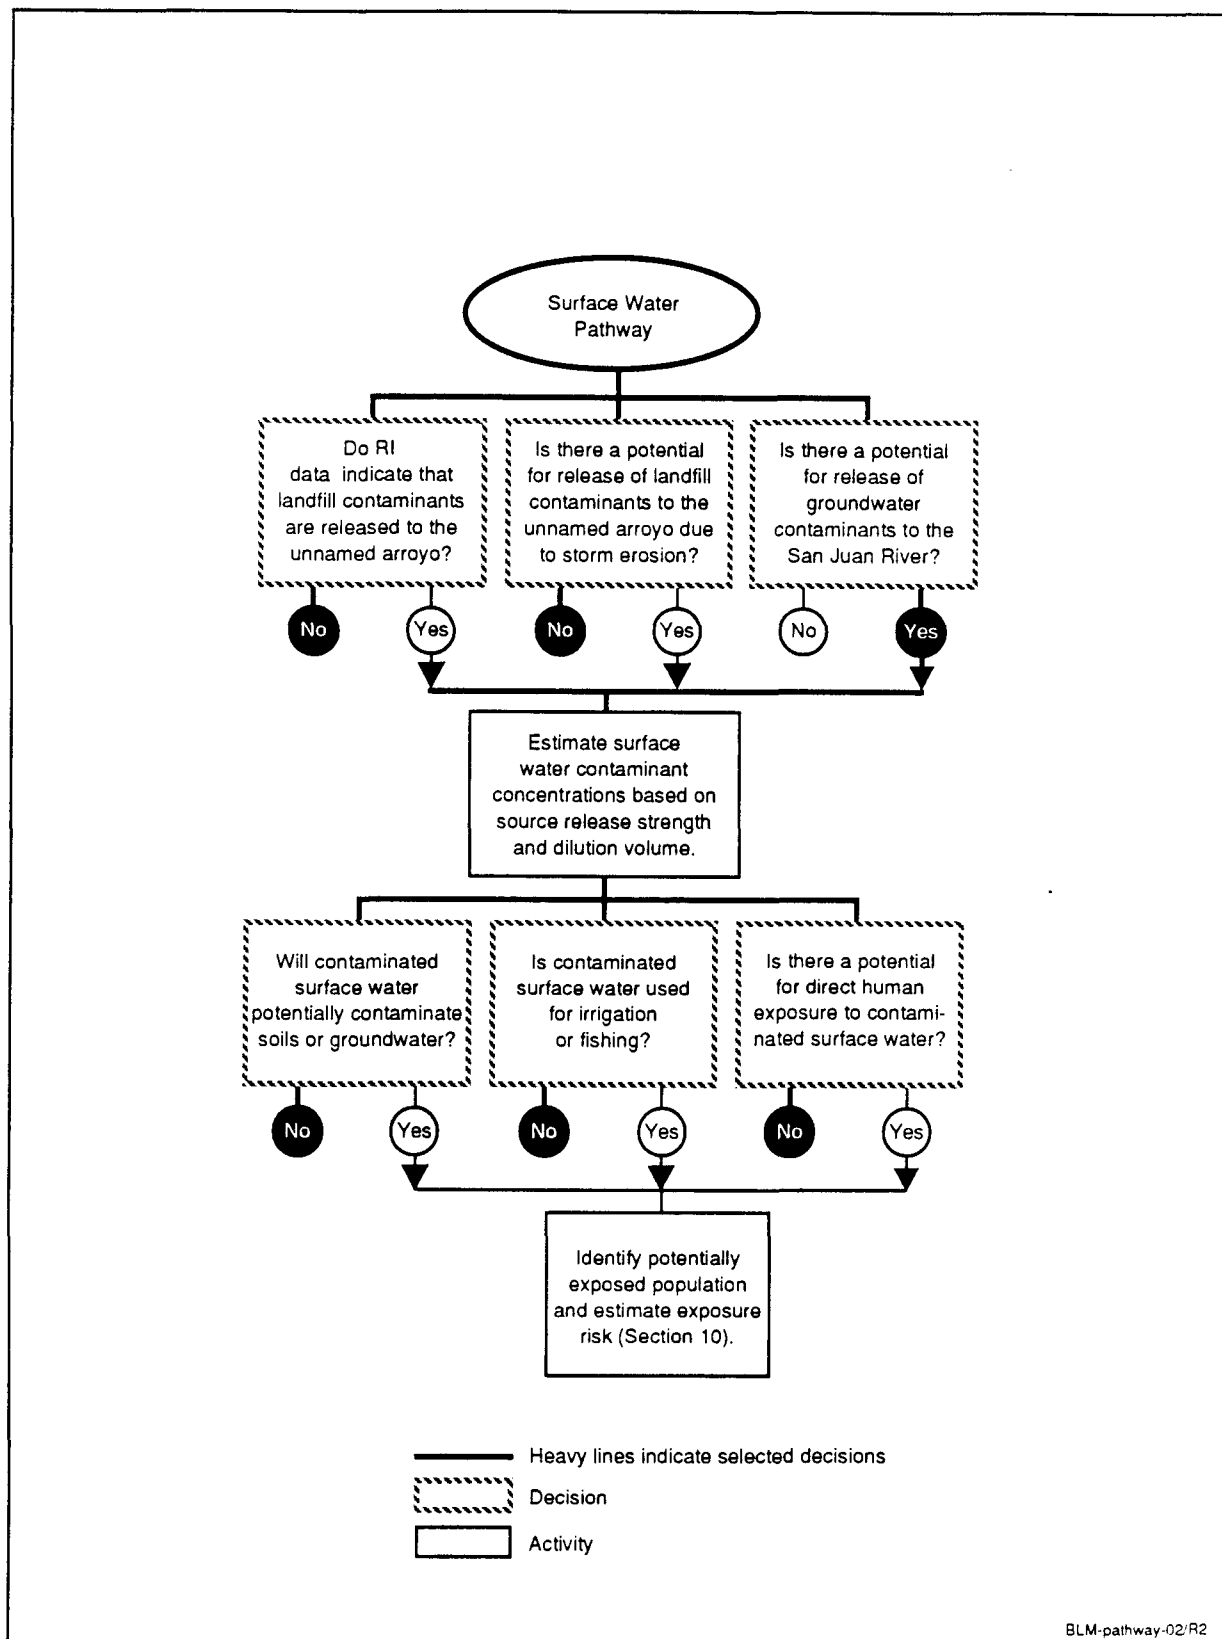 Surface Water
Pathway
Do RI
data indicate that
landfill contaminants
are released to the
unnamed arroyo?
Is there a potential
for release of landfill
contaminants to the
unnamed arroyo due
to storm erosion?
Is there a potential
for release of
groundwater
contaminants to the
San Juan River?
No
Yes
No
Yes
No
Yes
Estimate surface
water contaminant
concentrations based on
source release strength
and dilution volume.
Will contaminated
surface water
potentially contaminate
soils or groundwater?
Is contaminated
surface water used
for irrigation
or fishing?
Is there a potential
for direct human
exposure to contami-
nated surface water?
No
Yes
No
Yes
No
Yes
Identify potentially
exposed population
and estimate exposure
risk (Section 10).
Heavy lines indicate selected decisions
Decision
Activity
BLM-pathway-02/R2